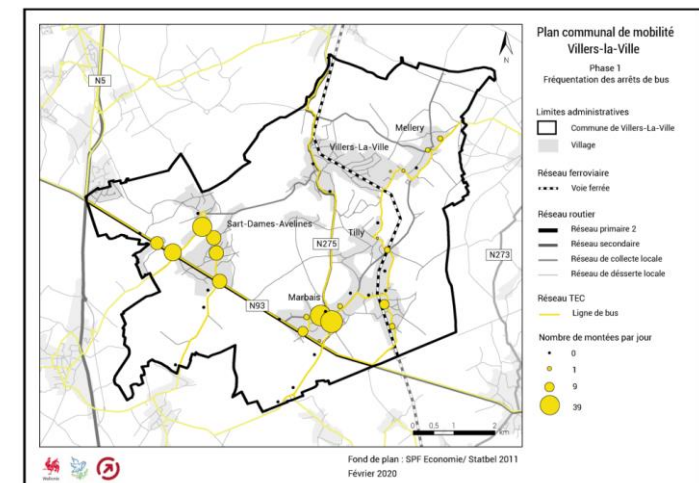 Plan communal de mobilité
Villers-la-Ville
Phase 1
Fréquentation des arrêts de bus
Limites administratives
Commune de Villers-La-Ville
Village
Réseau ferroviaire
Voie ferrée
Réseau routier
Réseau primaire 2
Réseau secondaire
Réseau de collecte locale
Réseau de désserte locale
Réseau TEC
Ligne de bus
Nombre de montées par jour
0
1
9
39
N
N5
Mellery
Villers-La-Ville
Sart-Dames-Avelines
Tilly
N275
N273
N93
Marbais
0 0,5 1 2
km
Fond de plan : SPF Economie/ Statbel 2011
Février 2020